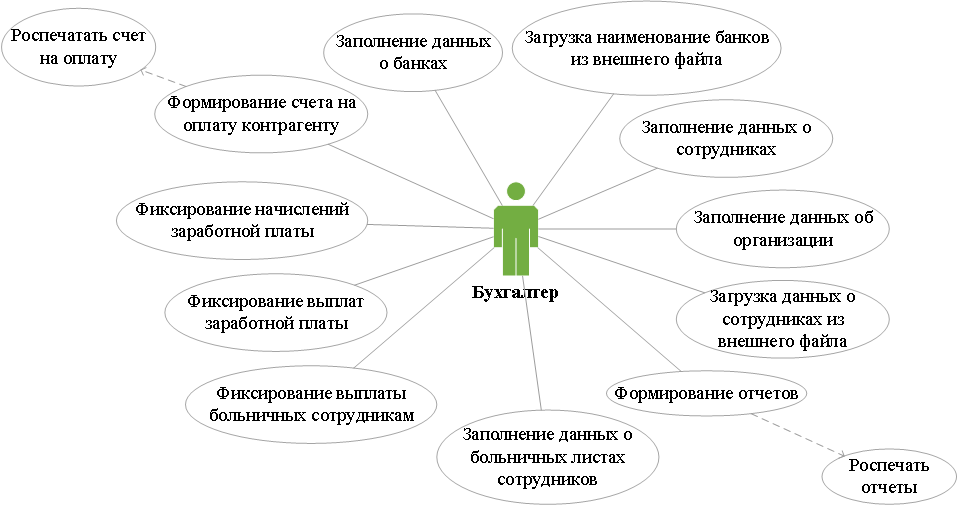 Роспечатать счет
на оплату
Заполнение данных
о банках
Загрузка наименование банков
из внешнего файла
Формирование счета на
оплату контрагенту
Заполнение данных о
сотрудниках
Фиксирование начислений
заработной платы
Заполнение данных об
организации
Бухгалтер
Фиксирование выплат
заработной платы
Загрузка данных о
сотрудниках из
внешнего файла
Фиксирование выплаты
больничных сотрудникам
Формирование отчетов
Заполнение данных о
больничных листах
сотрудников
Роспечать
отчеты